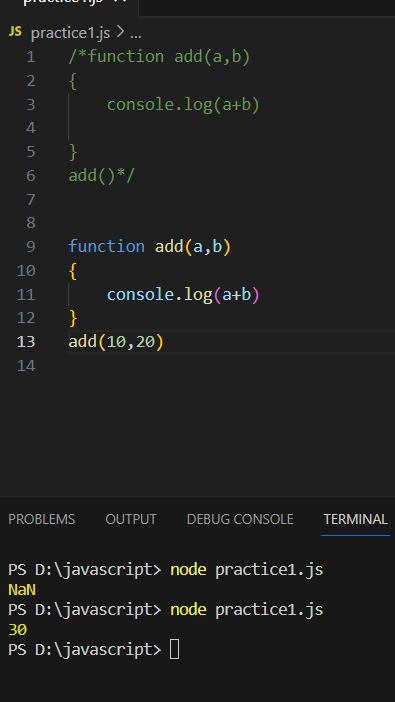 practice1.js
JS practice1.js > ...
1 /*function add(a,b)
2 {
3 console.log(a+b)
4
5 }
6 add()*/
7
8
9 function add(a,b)
10 {
11 console.log(a+b)
12 }
13 add(10,20)
14
PROBLEMS OUTPUT DEBUG CONSOLE TERMINAL
PS D:\javascript> node practice1.js
NaN
PS D:\javascript> node practice1.js
30
PS D:\javascript>